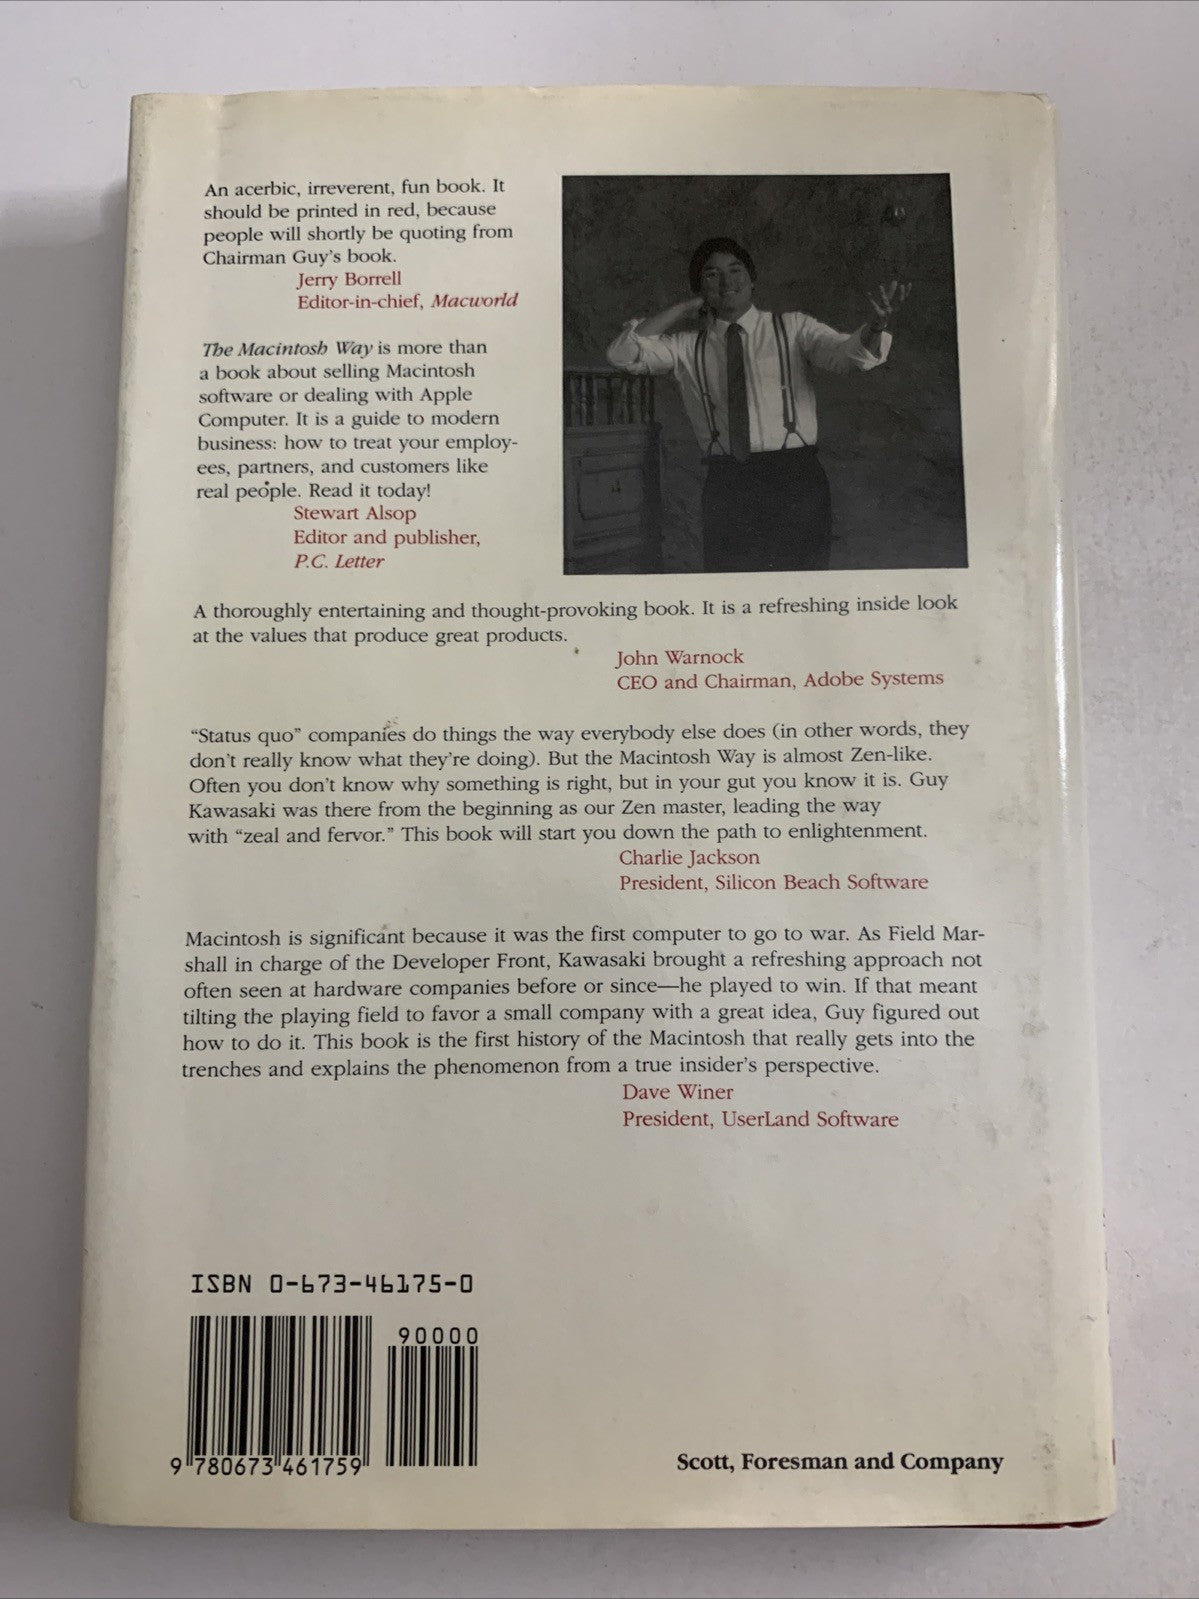 An acerbic, irreverent, fun book. It
should be printed in red, because
people will shortly be quoting from
Chairman Guy's book.
Jerry Borrell
Editor-in-chief, Macworld
The Macintosh Way is more than
a book about selling Macintosh
software or dealing with Apple
Computer. It is a guide to modern
business: how to treat your employ-
ees, partners, and customers like
real people. Read it today!
Stewart Alsop
Editor and publisher,
P.C. Letter
A thoroughly entertaining and thought-provoking book. It is a refreshing inside look
at the values that produce great products.
John Warnock
CEO and Chairman, Adobe Systems
“Status quo” companies do things the way everybody else does (in other words, they
don't really know what they're doing). But the Macintosh Way is almost Zen-like.
Often you don't know why something is right, but in your gut you know it is. Guy
Kawasaki was there from the beginning as our Zen master, leading the way
with “zeal and fervor.” This book will start you down the path to enlightenment.
Charlie Jackson
President, Silicon Beach Software
Macintosh is significant because it was the first computer to go to war. As Field Mar-
shall in charge of the Developer Front, Kawasaki brought a refreshing approach not
often seen at hardware companies before or since—he played to win. If that meant
tilting the playing field to favor a small company with a great idea, Guy figured out
how to do it. This book is the first history of the Macintosh that really gets into the
trenches and explains the phenomenon from a true insider's perspective.
Dave Winer
President, UserLand Software
ISBN 0-673-46175-0
90000
9 780673 461759
Scott, Foresman and Company